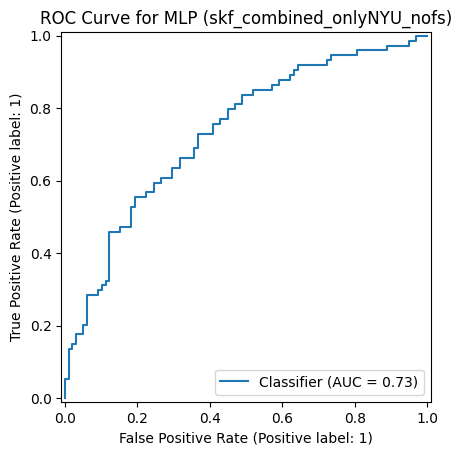 ROC Curve for MLP (skf_combined_onlyNYU_nofs)
1.0
0.8
0.6
0.4
0.2
0.0
True Positive Rate (Positive label: 1)
Classifier (AUC = 0.73)
0.0 0.2 0.4 0.6 0.8 1.0
False Positive Rate (Positive label: 1)